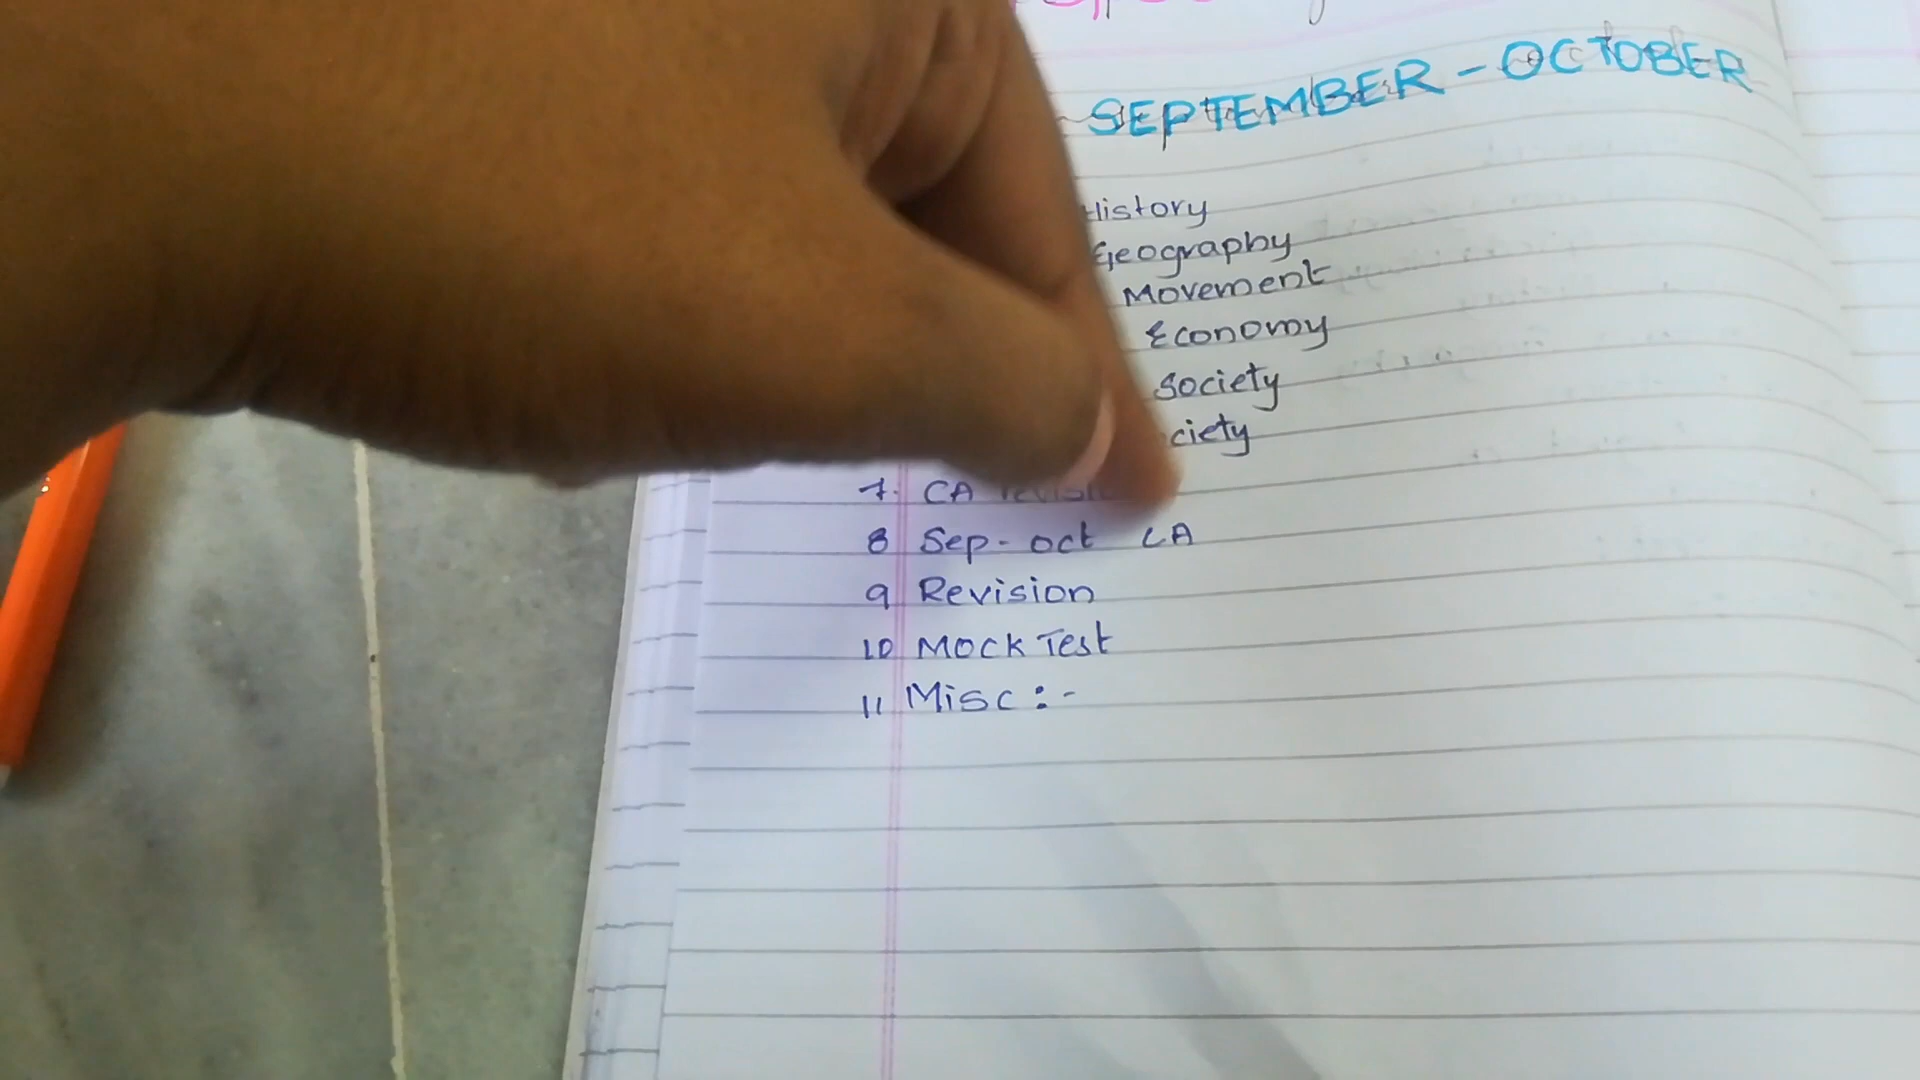 SEPTEMBER - OCTOBER
History
Geography
Movement
Economy
Society
ciety
7. CA
8 Sep - oct CA
9 Revision
10 Mock Test
11 Misc : -